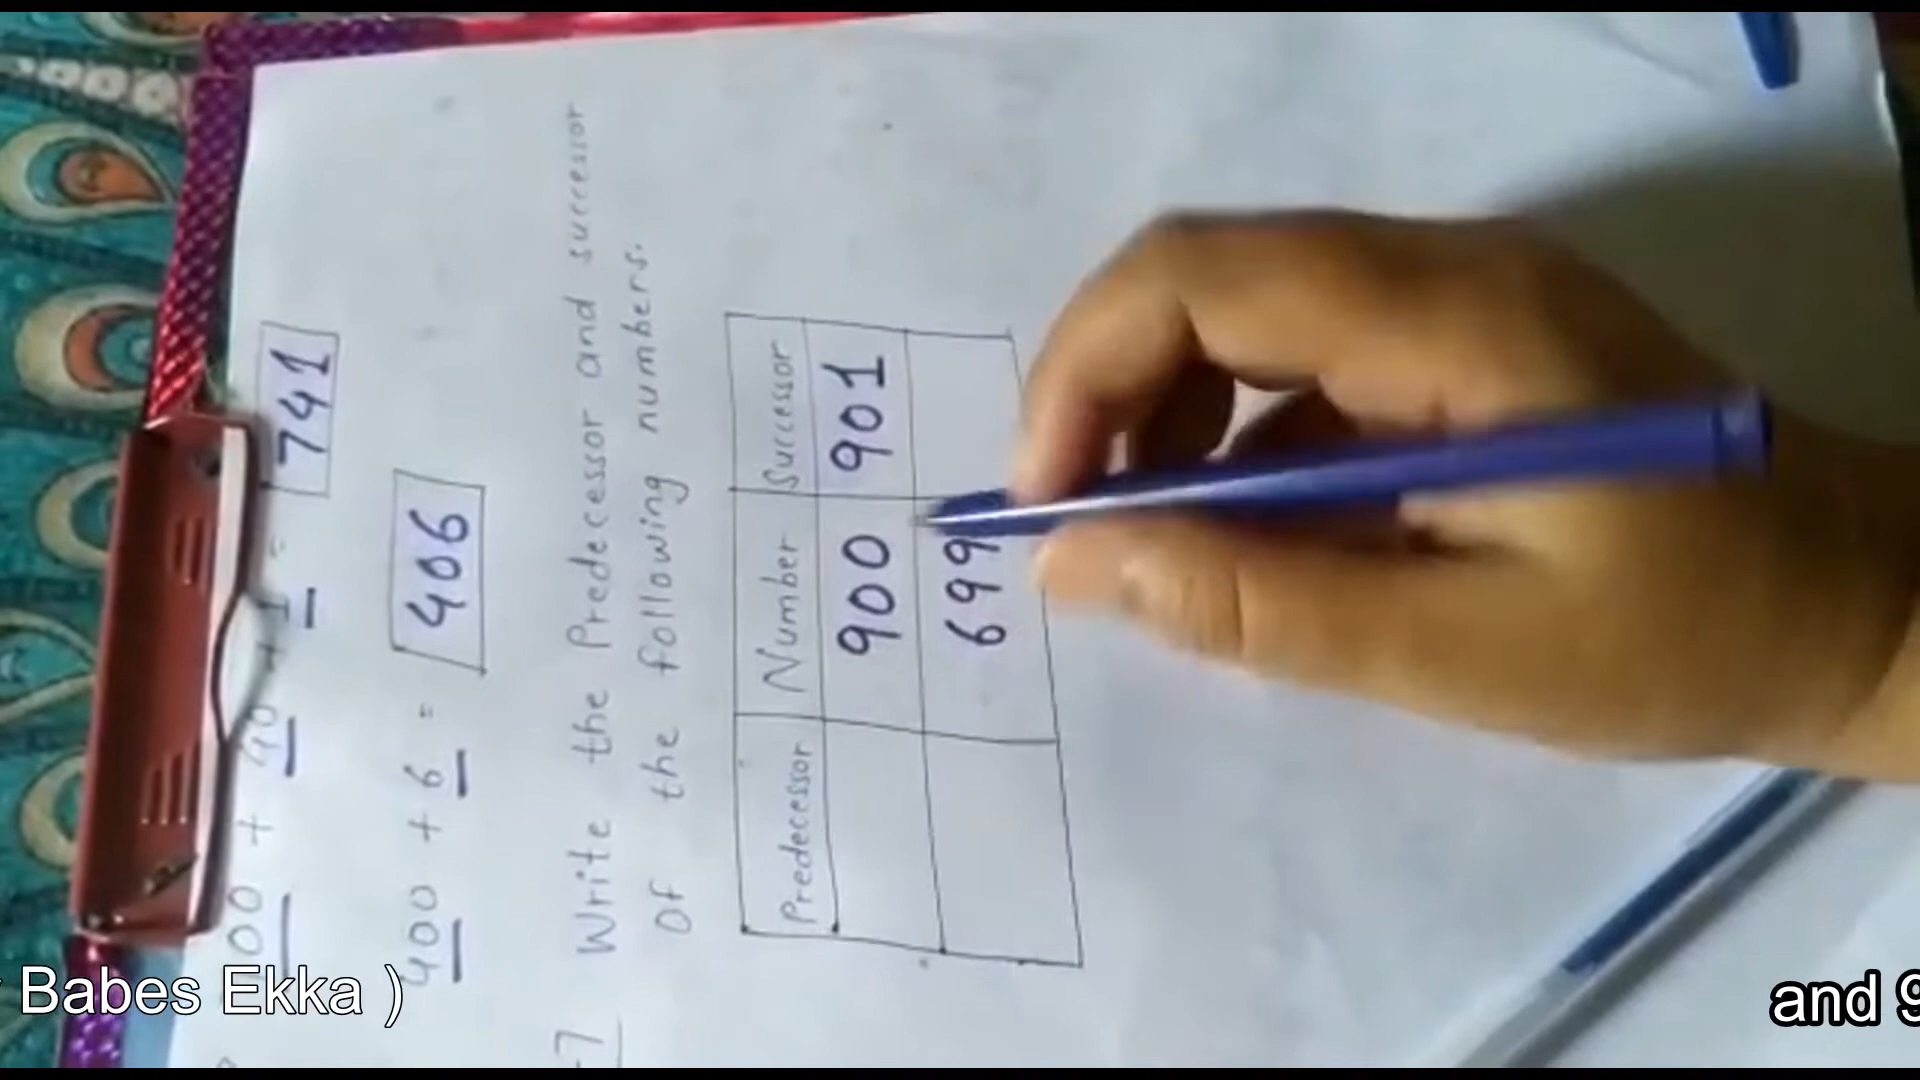 00 + 40 + 1 = 741
400 + 6 = 406
7 Write the Predecessor and successor
of the following numbers.
Predecessor Number Successor
900 901
699
Babes Ekka )
and 9